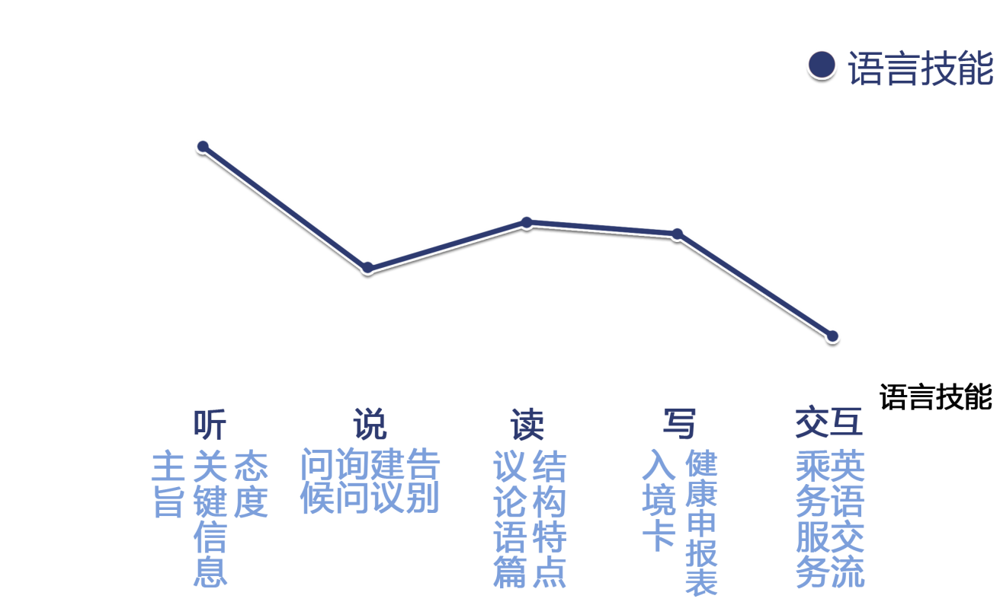 语言技能
语言技能
听
主旨
关键信息
态度
说
问候
询问
建议
告别
读
议论语篇
结构特点
写
入境卡
健康申报表
交互
乘务服务
英语交流